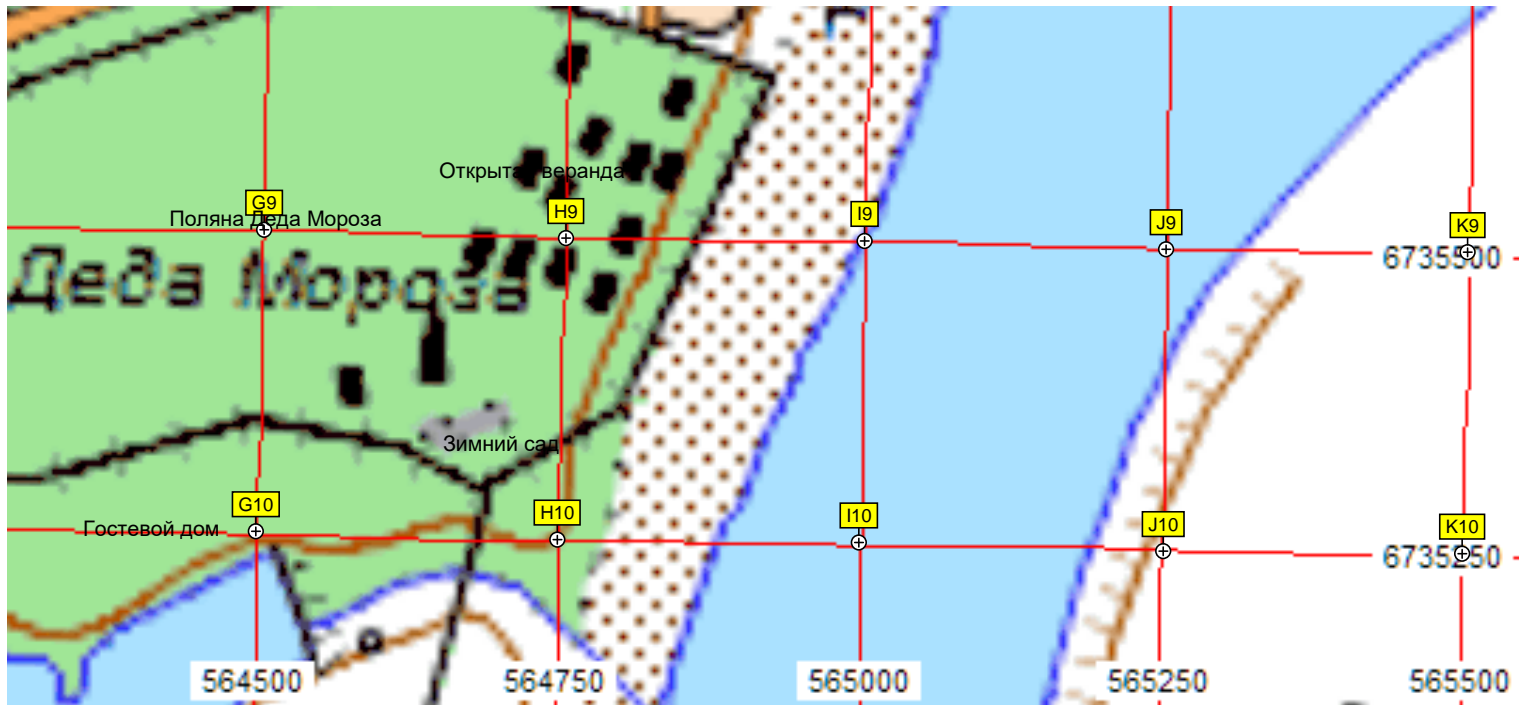 Открытая веранда
G9
H9
I9
J9
K9
Поляна Деда Мороза
6735500
Деда Мороза
Зимний сад
G10
H10
I10
J10
K10
Гостевой дом
6735250
564500
564750
565000
565250
565500